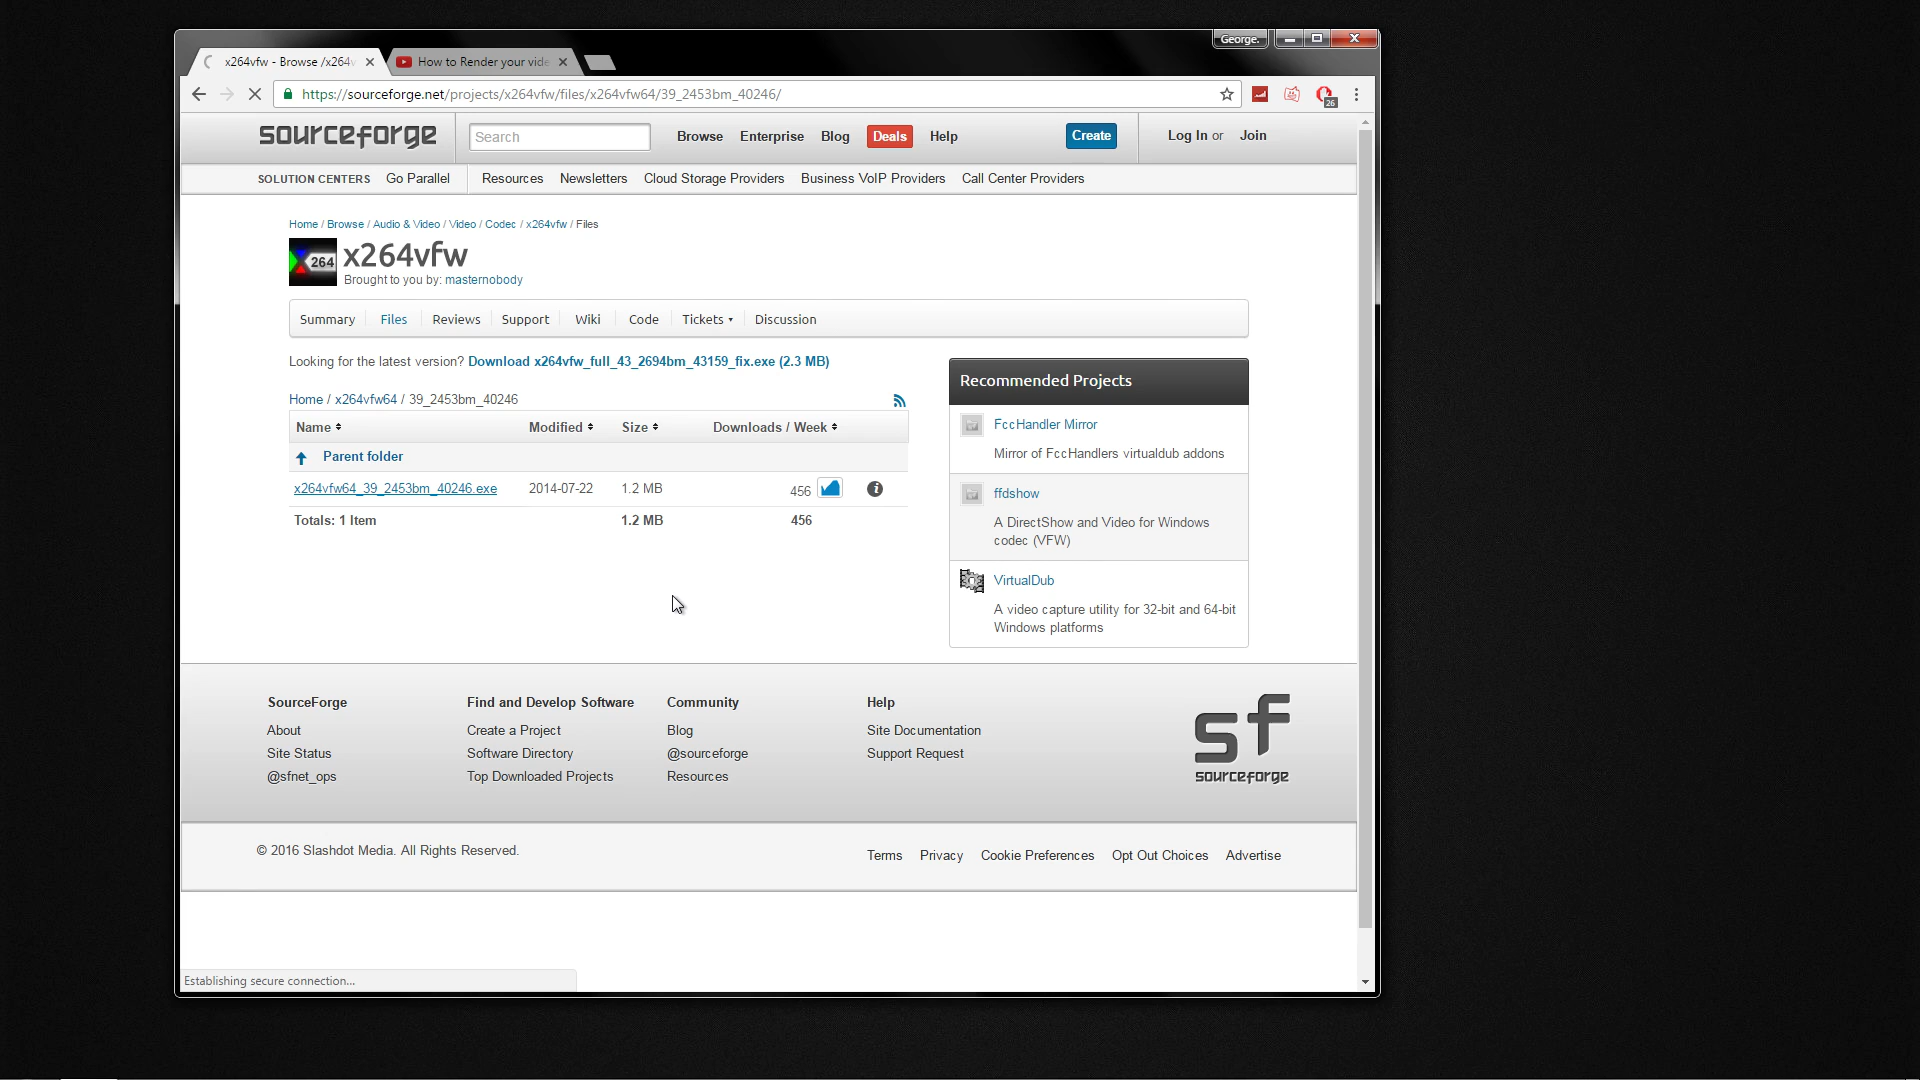 George.
x264vfw - Browse /x264v
How to Render your vide
https://sourceforge.net/projects/x264vfw/files/x264vfw64/39_2453bm_40246/
26
sourceforge
Search
Browse Enterprise Blog Deals Help
Create
Log In or Join
SOLUTION CENTERS Go Parallel Resources Newsletters Cloud Storage Providers Business VoIP Providers Call Center Providers
Home / Browse / Audio & Video / Video / Codec / x264vfw / Files
264
x264vfw
Brought to you by: masternobody
Summary Files Reviews Support Wiki Code Tickets Discussion
Looking for the latest version? Download x264vfw_full_43_2694bm_43159_fix.exe (2.3 MB)
Home / x264vfw64 / 39_2453bm_40246
Name Modified Size Downloads / Week
Parent folder
x264vfw64_39_2453bm_40246.exe 2014-07-22 1.2 MB 456
Totals: 1 Item 1.2 MB 456
Recommended Projects
FccHandler Mirror
Mirror of FccHandlers virtualdub addons
ffdshow
A DirectShow and Video for Windows
codec (VFW)
VirtualDub
A video capture utility for 32-bit and 64-bit
Windows platforms
SourceForge
About
Site Status
@sfnet_ops
Find and Develop Software
Create a Project
Software Directory
Top Downloaded Projects
Community
Blog
@sourceforge
Resources
Help
Site Documentation
Support Request
sf
sourceforge
© 2016 Slashdot Media. All Rights Reserved.
Terms Privacy Cookie Preferences Opt Out Choices Advertise
Establishing secure connection...